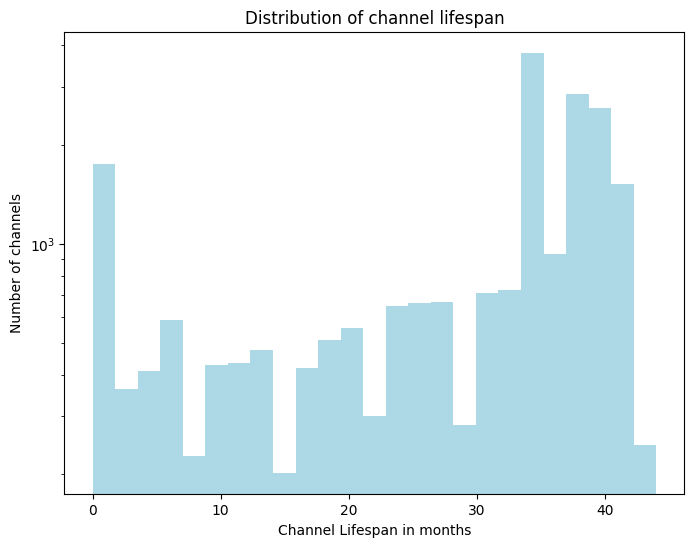 Distribution of channel lifespan
Number of channels
10³
0 10 20 30 40
Channel Lifespan in months